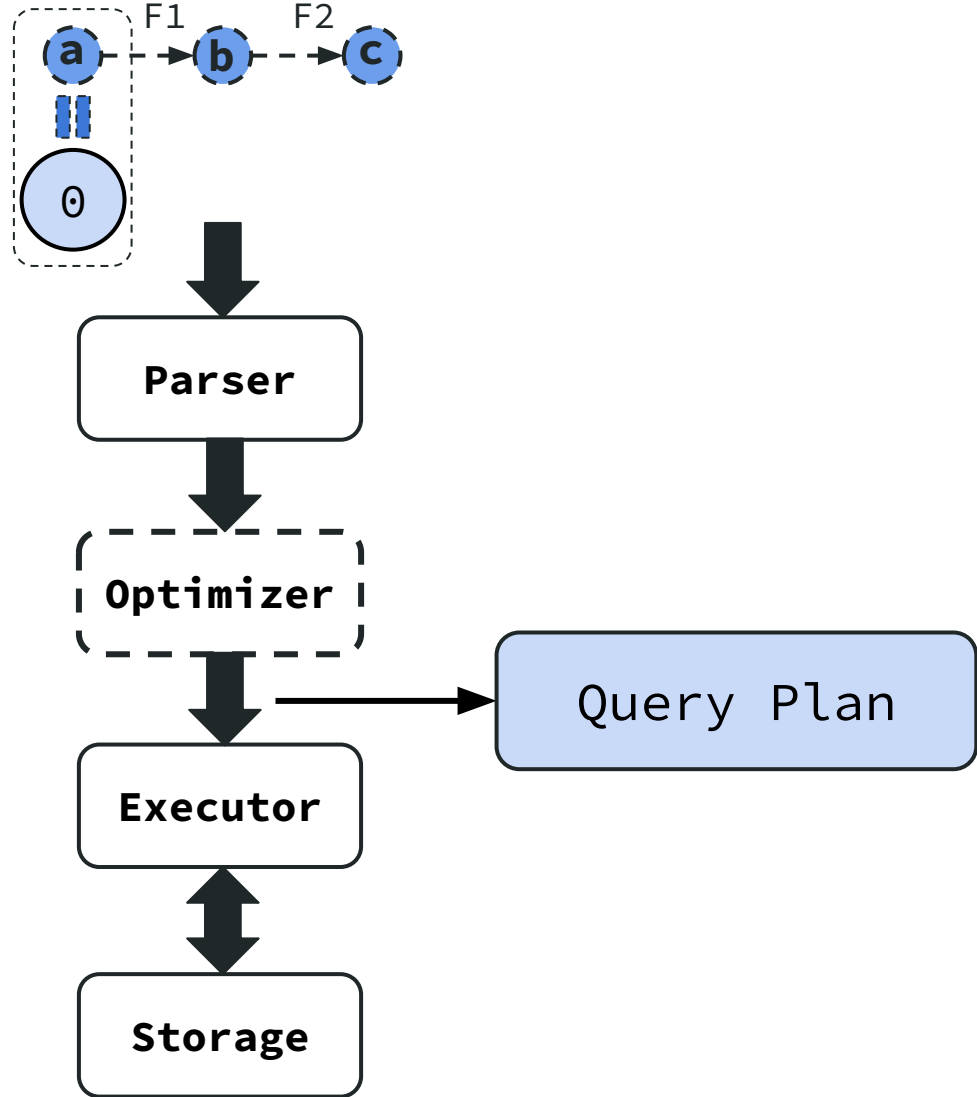 F1 F2
a b c
0
Parser
Optimizer
Query Plan
Executor
Storage